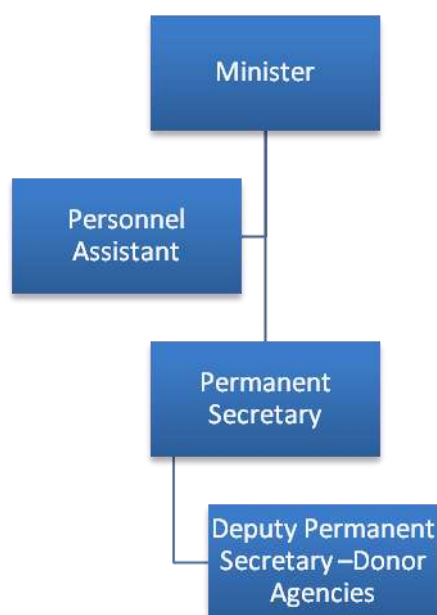 Minister
Personnel
Assistant
Permanent
Secretary
Deputy Permanent
Secretary –Donor
Agencies